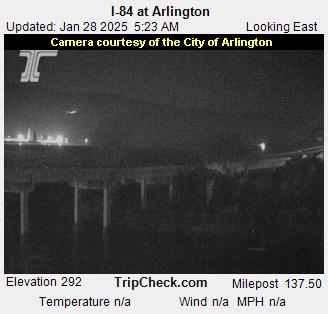 I-84 at Arlington
Updated: Jan 28 2025 5:23 AM Looking East
Camera courtesy of the City of Arlington
Elevation 292 TripCheck.com Milepost 137.50
Temperature n/a Wind n/a MPH n/a